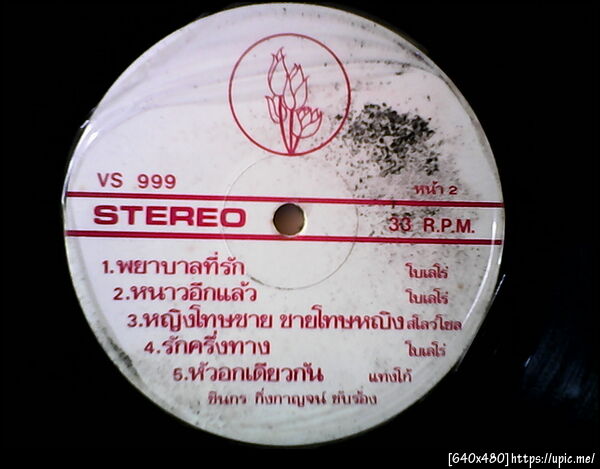 VS 999
หน้า 2
STEREO
33 R.P.M.
1.พยาบาลที่รัก โบเลโร่
2.หนาวอีกแล้ว โบเลโร่
3.หญิงโทษชาย ชายโทษหญิง สโลว์โซล
4.รักครึ่งทาง โบเลโร่
5.หัวอกเดียวกัน แทงโก้
ชินกร กิ่งกาญจน์ ขับร้อง
[640x480]https://upic.me/